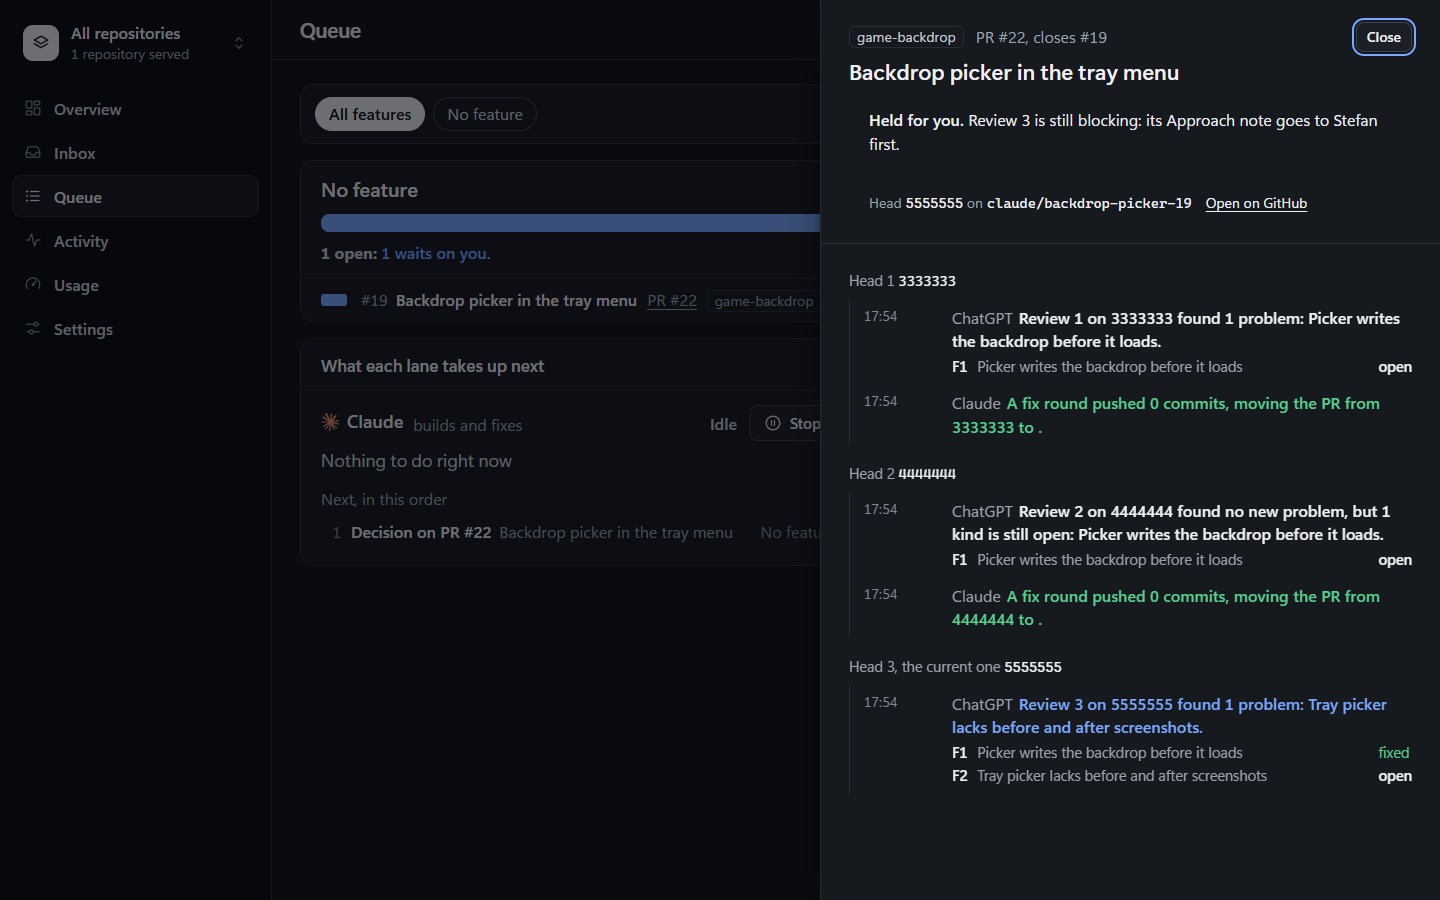 All repositories
1 repository served
Overview
Inbox
Queue
Activity
Usage
Settings
Queue
All features
No feature
No feature
1 open: 1 waits on you.
#19 Backdrop picker in the tray menu PR #22 game-backdrop
What each lane takes up next
Claude builds and fixes Idle Stop
Nothing to do right now
Next, in this order
1 Decision on PR #22 Backdrop picker in the tray menu No featu
game-backdrop PR #22, closes #19 Close
Backdrop picker in the tray menu
Held for you. Review 3 is still blocking: its Approach note goes to Stefan
first.
Head 5555555 on claude/backdrop-picker-19 Open on GitHub
Head 1 3333333
17:54 ChatGPT Review 1 on 3333333 found 1 problem: Picker writes
the backdrop before it loads.
F1 Picker writes the backdrop before it loads open
17:54 Claude A fix round pushed 0 commits, moving the PR from
3333333 to .
Head 2 4444444
17:54 ChatGPT Review 2 on 4444444 found no new problem, but 1
kind is still open: Picker writes the backdrop before it loads.
F1 Picker writes the backdrop before it loads open
17:54 Claude A fix round pushed 0 commits, moving the PR from
4444444 to .
Head 3, the current one 5555555
17:54 ChatGPT Review 3 on 5555555 found 1 problem: Tray picker
lacks before and after screenshots.
F1 Picker writes the backdrop before it loads fixed
F2 Tray picker lacks before and after screenshots open